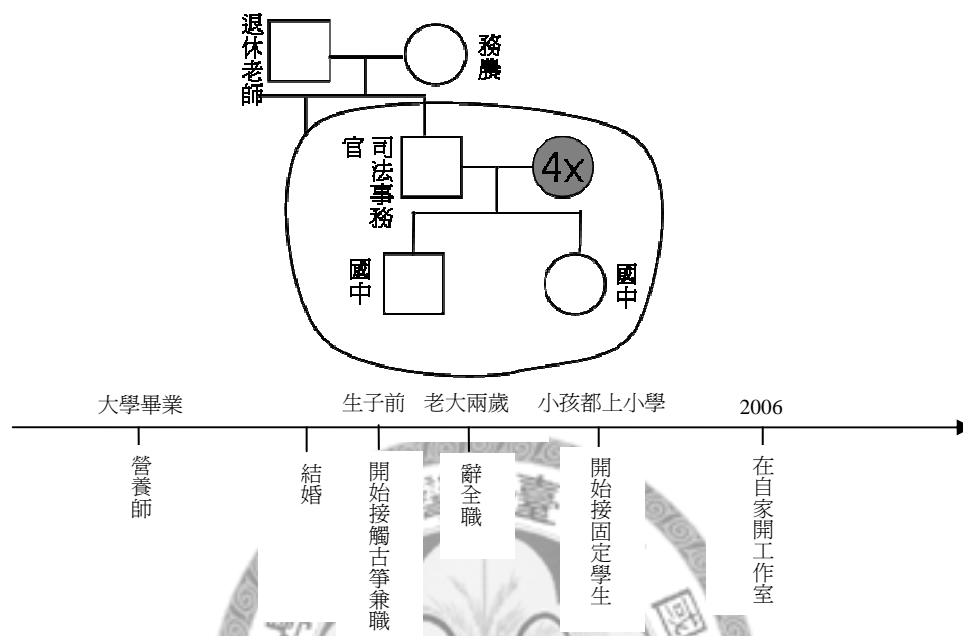 退休老師
務農
司法事務
官
4x
國中
國中
大學畢業
生子前
老大兩歲
小孩都上小學
2006
營養師
結婚
開始接觸古箏兼職
辭全職
開始接固定學生
在自家開工作室
臺
國